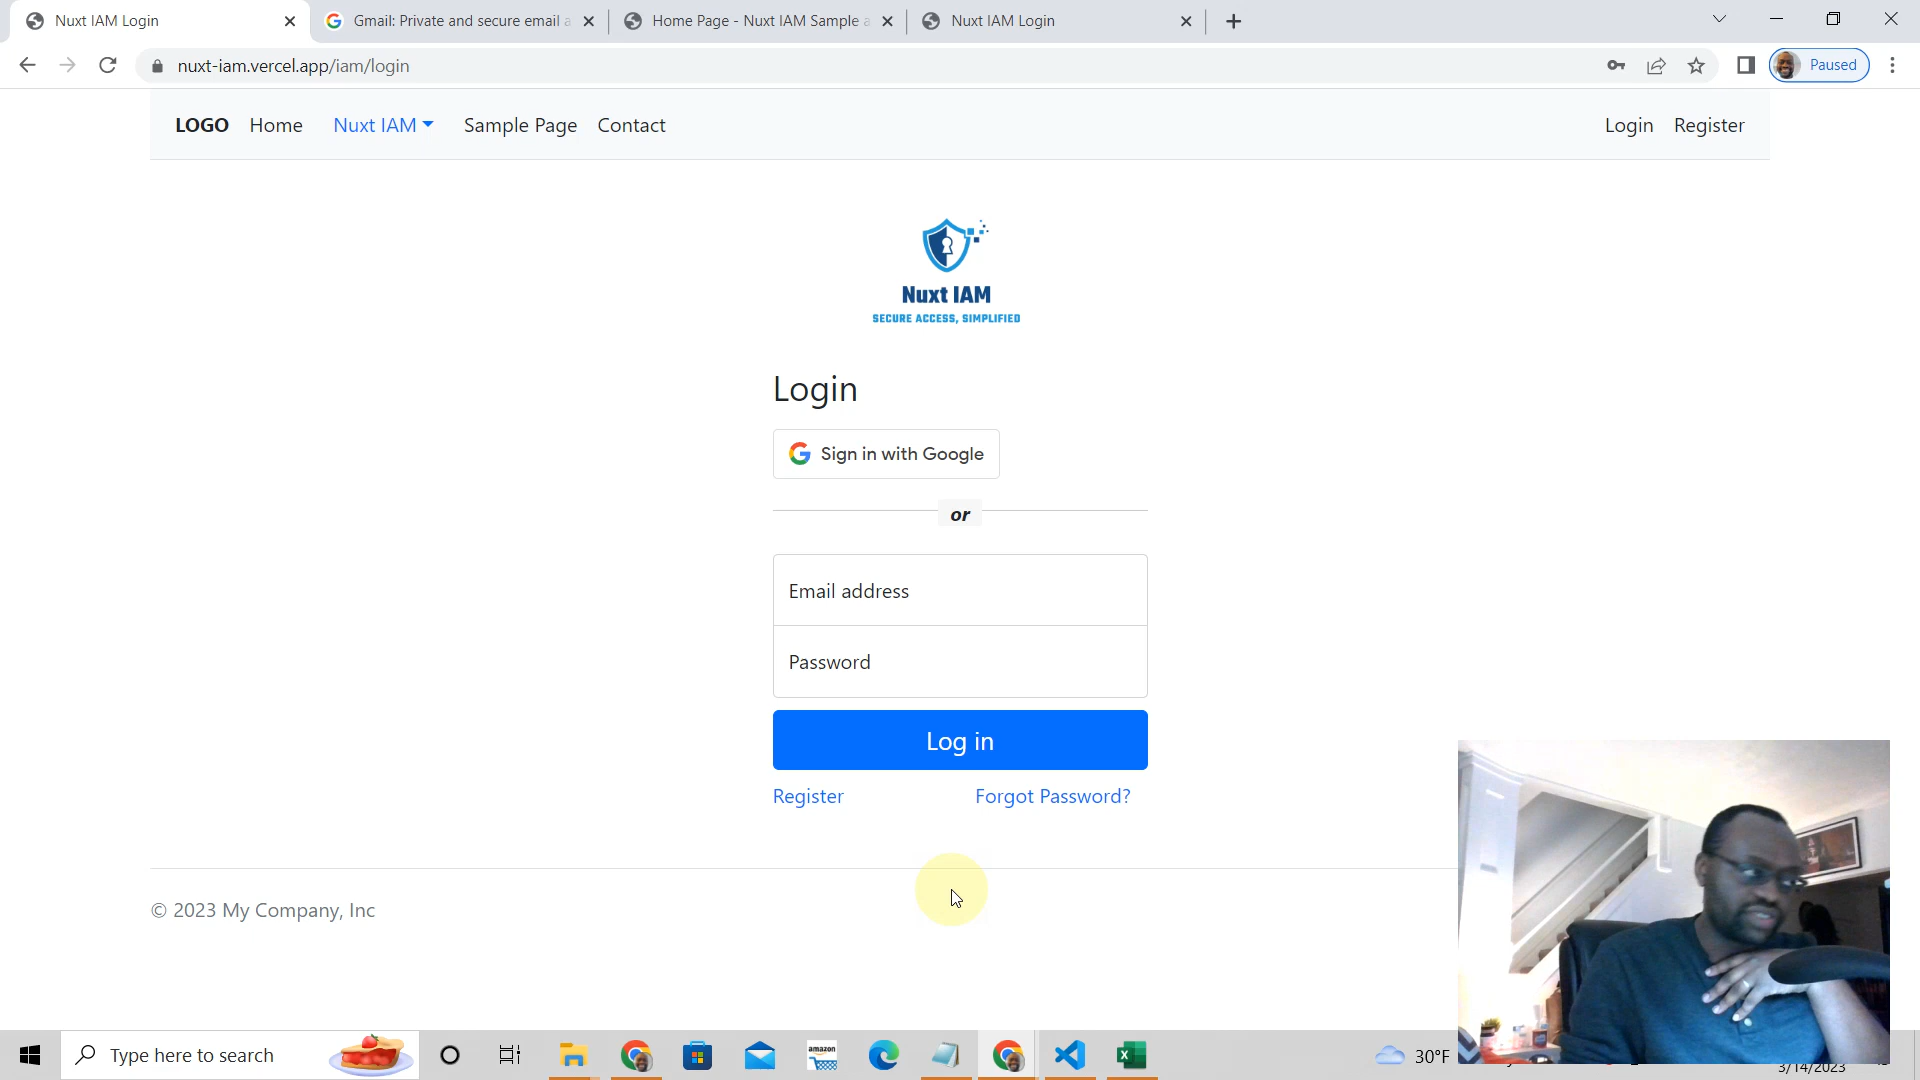 Nuxt IAM Login
Gmail: Private and secure email a
Home Page - Nuxt IAM Sample a
Nuxt IAM Login
nuxt-iam.vercel.app/iam/login
Paused
LOGO Home Nuxt IAM Sample Page Contact Login Register
Nuxt IAM
SECURE ACCESS, SIMPLIFIED
Login
Sign in with Google
or
Email address
Password
Log in
Register Forgot Password?
© 2023 My Company, Inc
Type here to search
amazon
30°F
3/14/2023